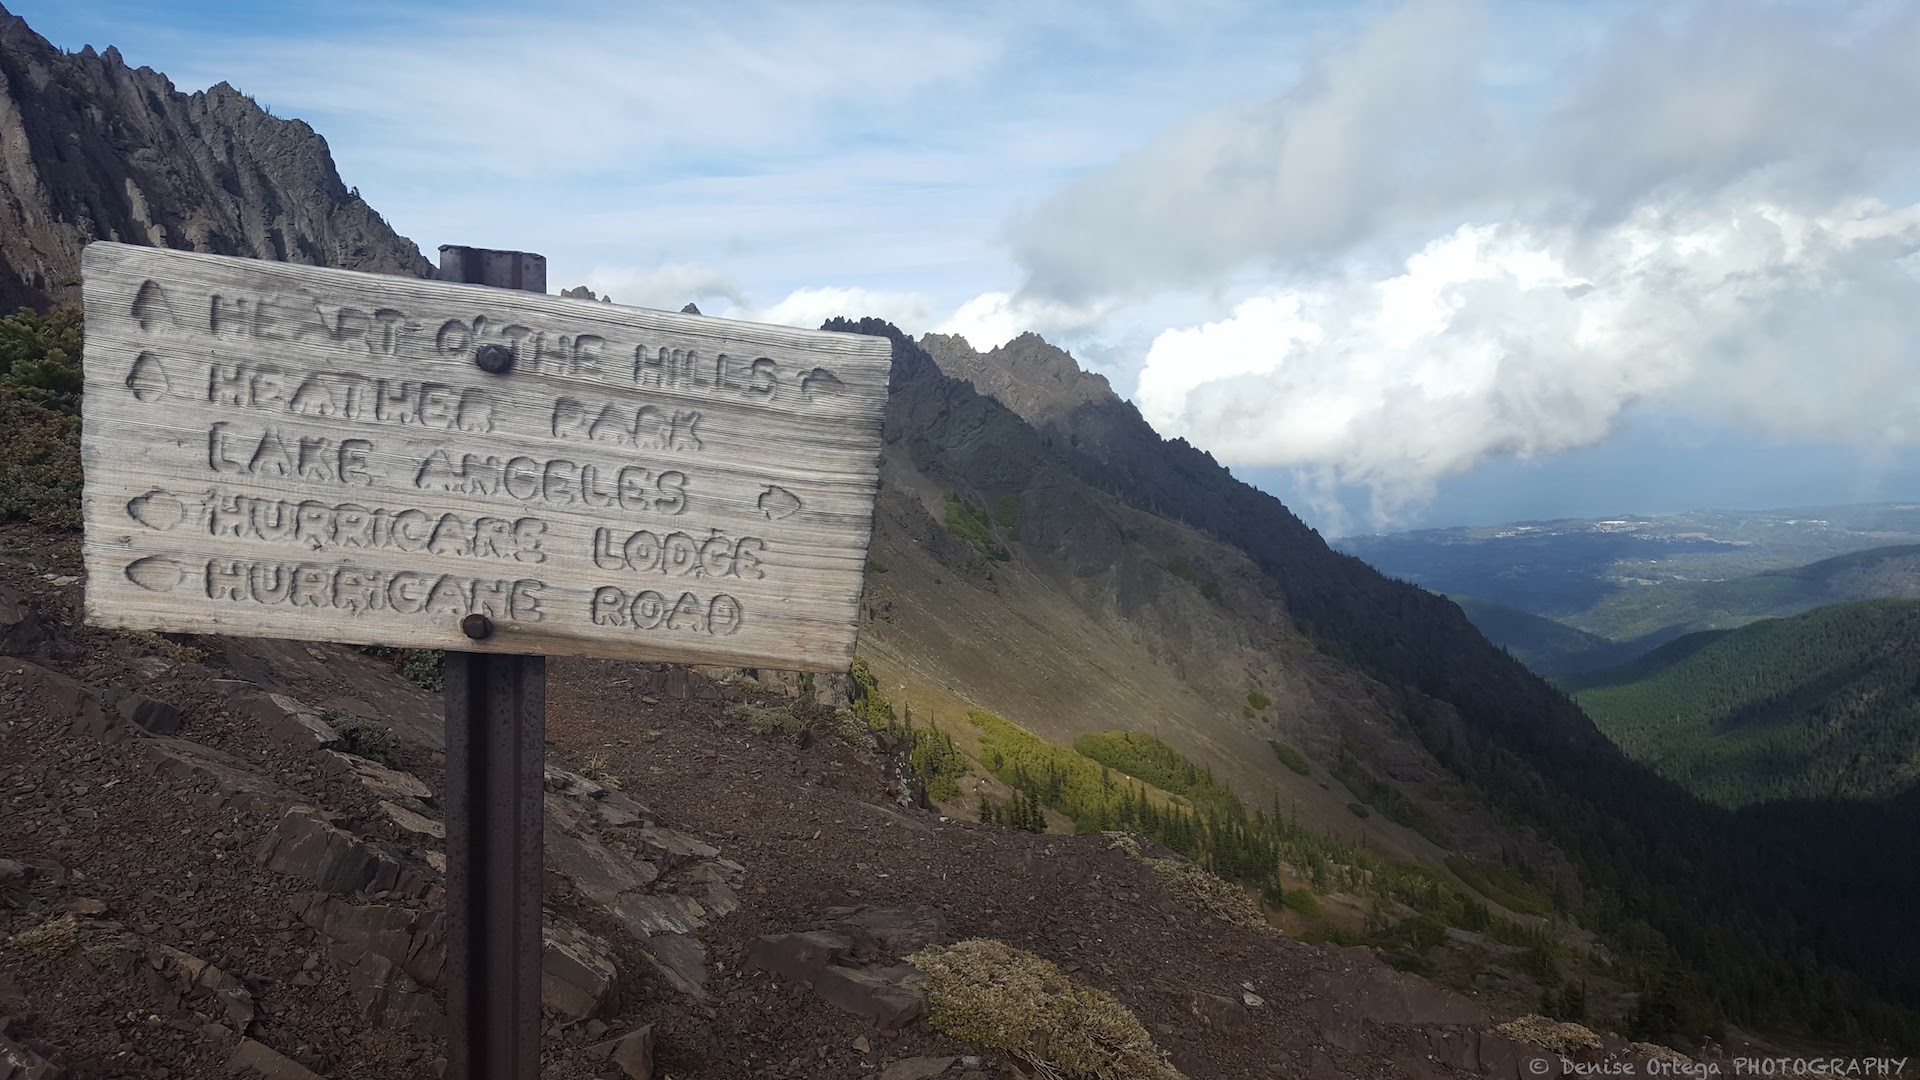 HEART O'THE HILLS
HEATHER PARK
LAKE ANGELES
HURRICANE LODGE
HURRICANE ROAD
© Denise Ortega PHOTOGRAPHY